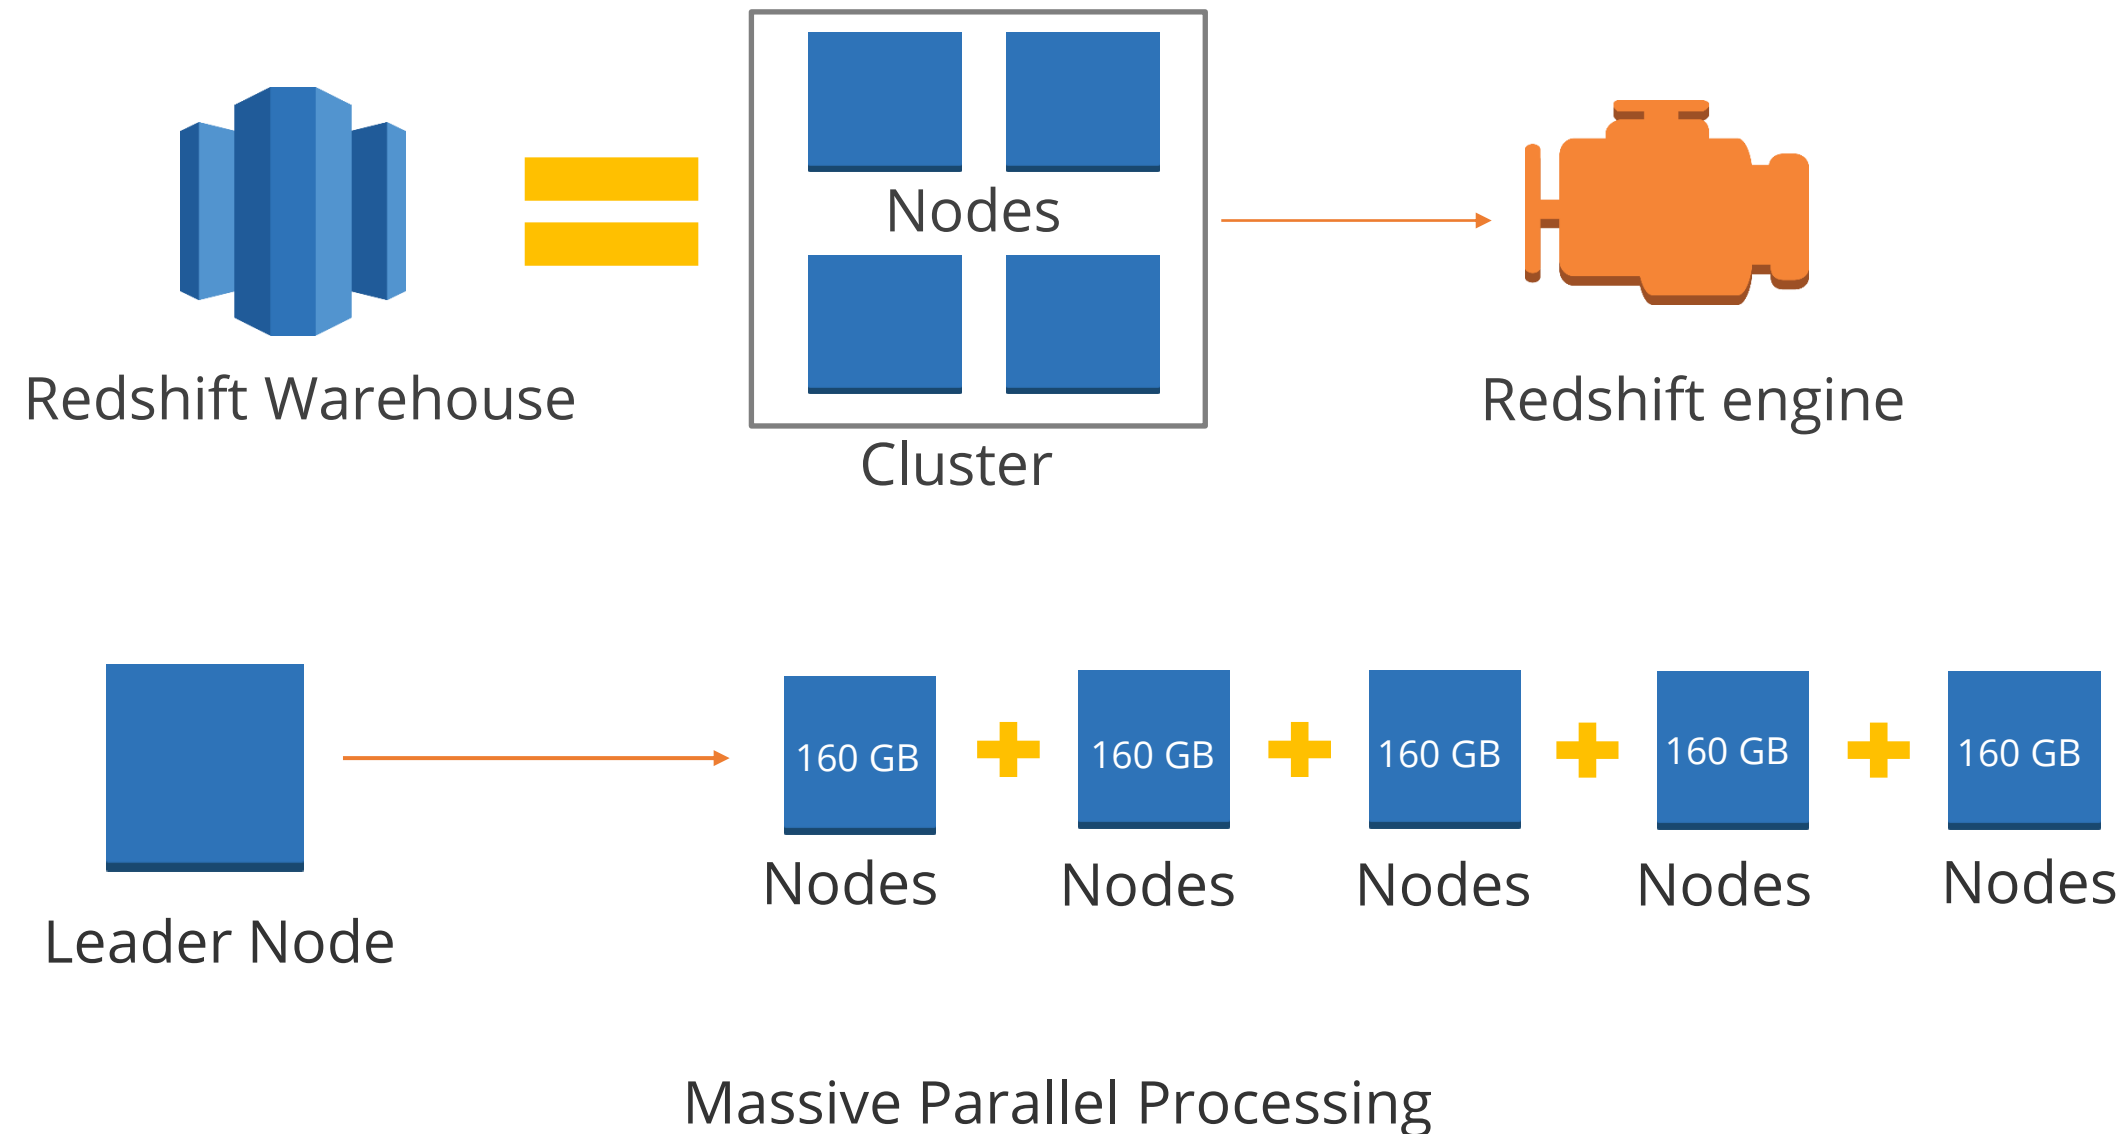 Nodes
Redshift Warehouse
Redshift engine
Cluster
160 GB
160 GB
160 GB
160 GB
160 GB
Nodes
Nodes
Nodes
Nodes
Nodes
Leader Node
Massive Parallel Processing